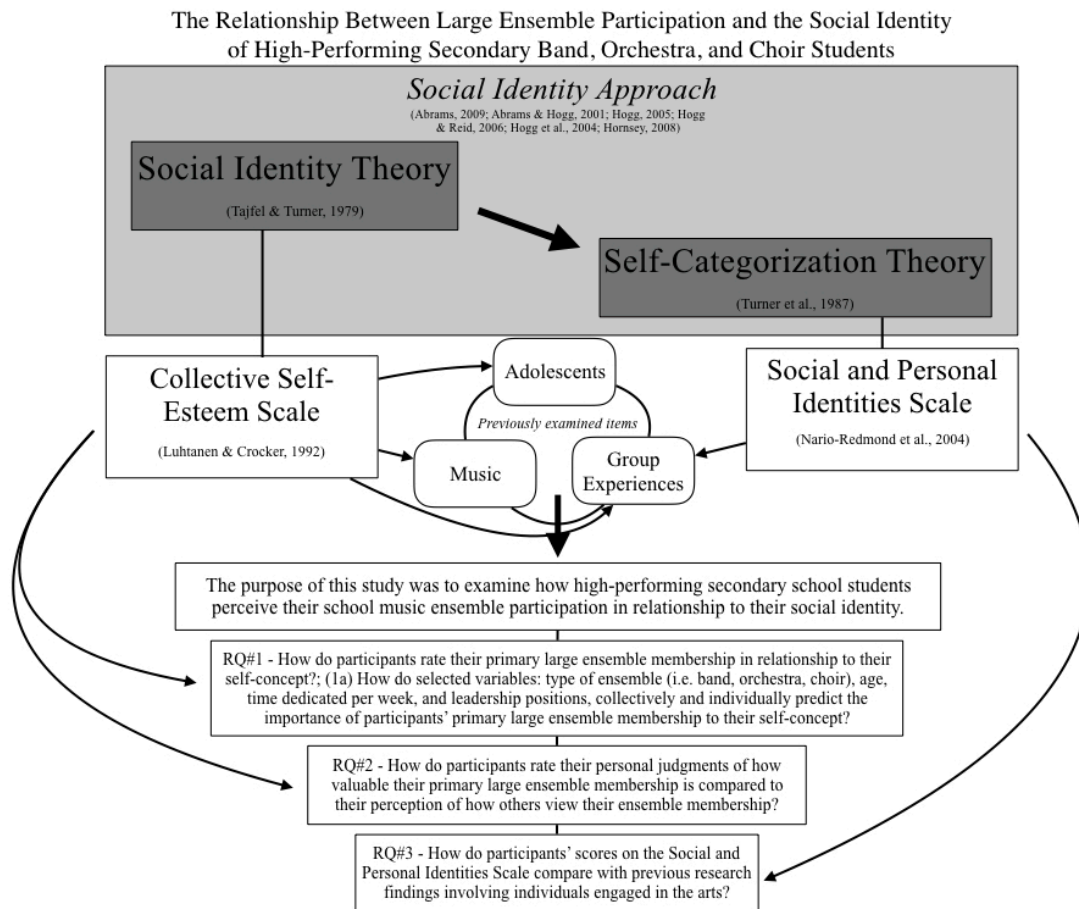 The Relationship Between Large Ensemble Participation and the Social Identity
of High-Performing Secondary Band, Orchestra, and Choir Students
Social Identity Approach
(Abrams, 2009; Abrams & Hogg, 2001; Hogg, 2005; Hogg
& Reid, 2006; Hogg et al., 2004; Hornsey, 2008)
Social Identity Theory
(Tajfel & Turner, 1979)
Self-Categorization Theory
(Turner et al., 1987)
Collective Self-
Esteem Scale
(Luhtanen & Crocker, 1992)
Adolescents
Previously examined items
Music
Group
Experiences
Social and Personal
Identities Scale
(Nario-Redmond et al., 2004)
The purpose of this study was to examine how high-performing secondary school students
perceive their school music ensemble participation in relationship to their social identity.
RQ#1 - How do participants rate their primary large ensemble membership in relationship to their
self-concept?; (1a) How do selected variables: type of ensemble (i.e. band, orchestra, choir), age,
time dedicated per week, and leadership positions, collectively and individually predict the
importance of participants' primary large ensemble membership to their self-concept?
RQ#2 - How do participants rate their personal judgments of how
valuable their primary large ensemble membership is compared to
their perception of how others view their ensemble membership?
RQ#3 - How do participants' scores on the Social and
Personal Identities Scale compare with previous research
findings involving individuals engaged in the arts?